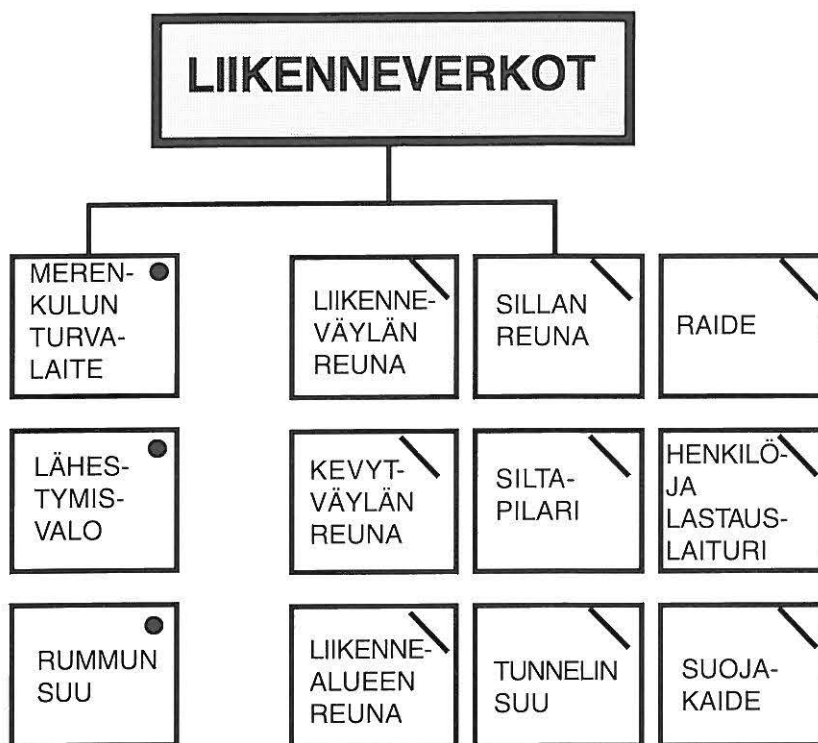 LIIKENNEVERKOT
MEREN-
KULUN
TURVA-
LAITE
LIIKENNE-
VÄYLÄN
REUNA
SILLAN
REUNA
RAIDE
LÄHES-
TYMIS-
VALO
KEVYT-
VÄYLÄN
REUNA
SILTA-
PILARI
HENKILÖ-
JA
LASTAUS-
LAITURI
RUMMUN
SUU
LIIKENNE-
ALUEEN
REUNA
TUNNELIN
SUU
SUOJA-
KAIDE